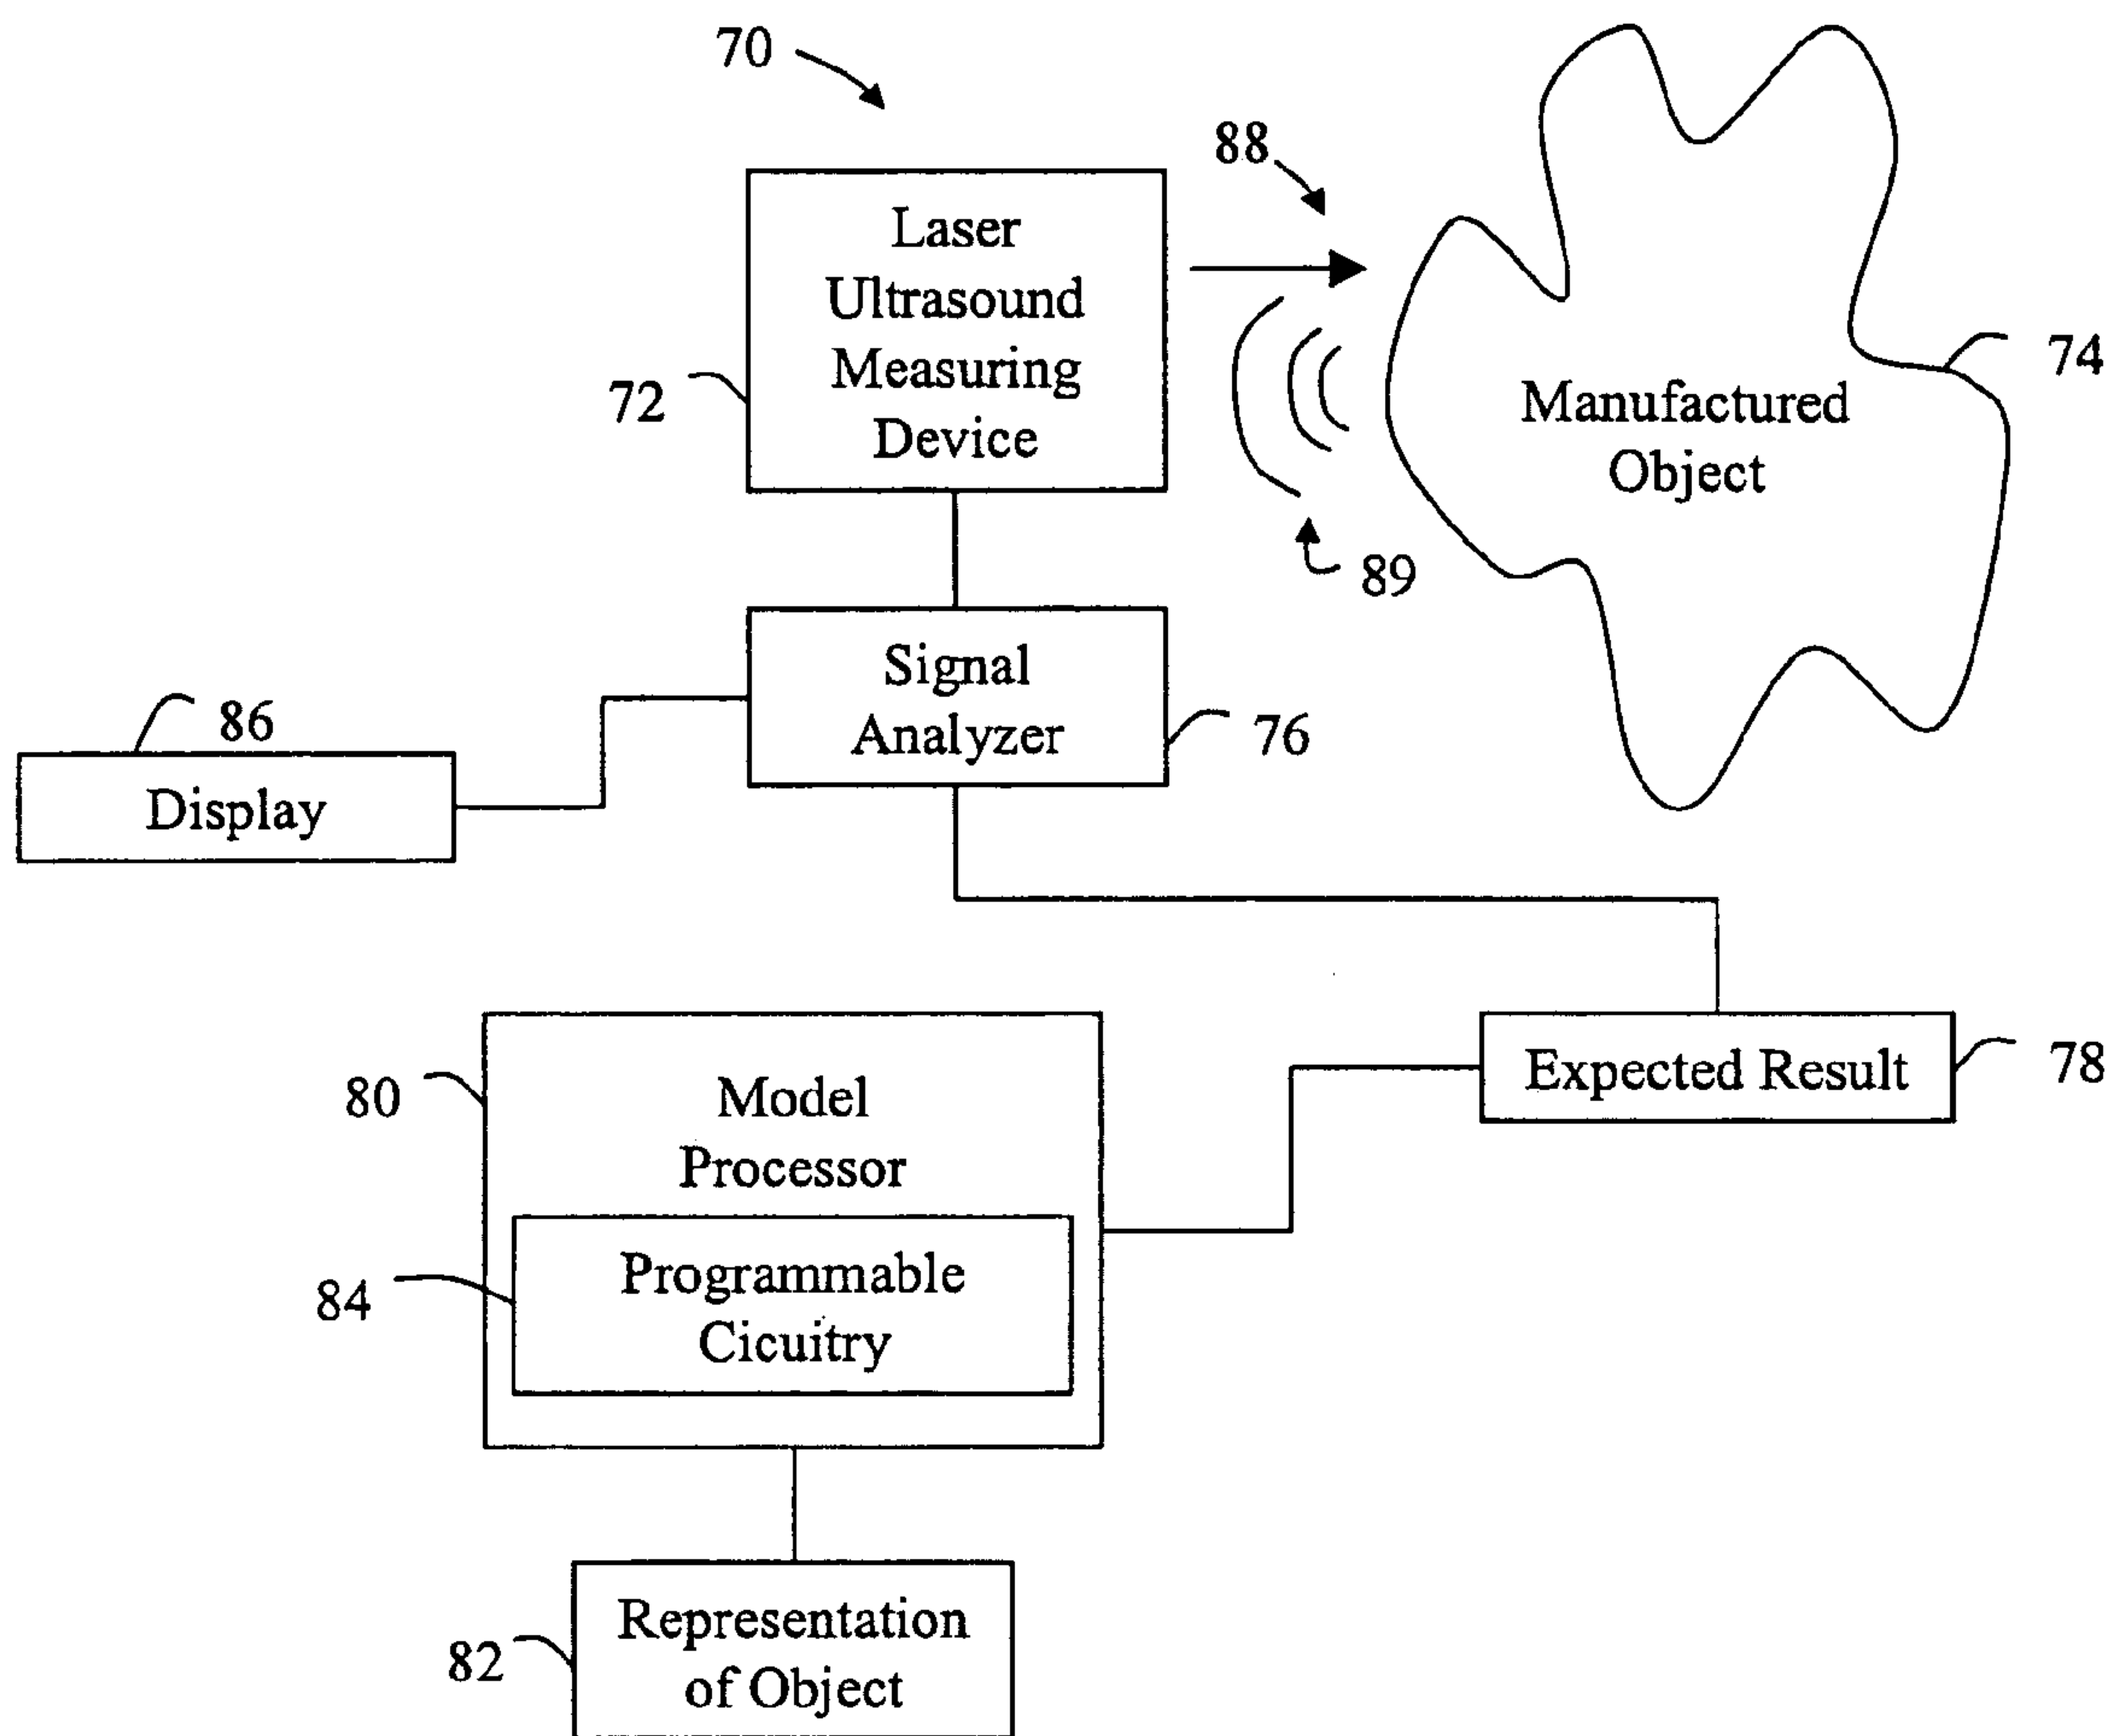 70
88
Laser
Ultrasound
Measuring
Device
72
74
Manufactured
Object
89
Signal
Analyzer
76
86
Display
Expected Result
78
80
Model
Processor
84
Programmable
Cicuitry
82
Representation
of Object